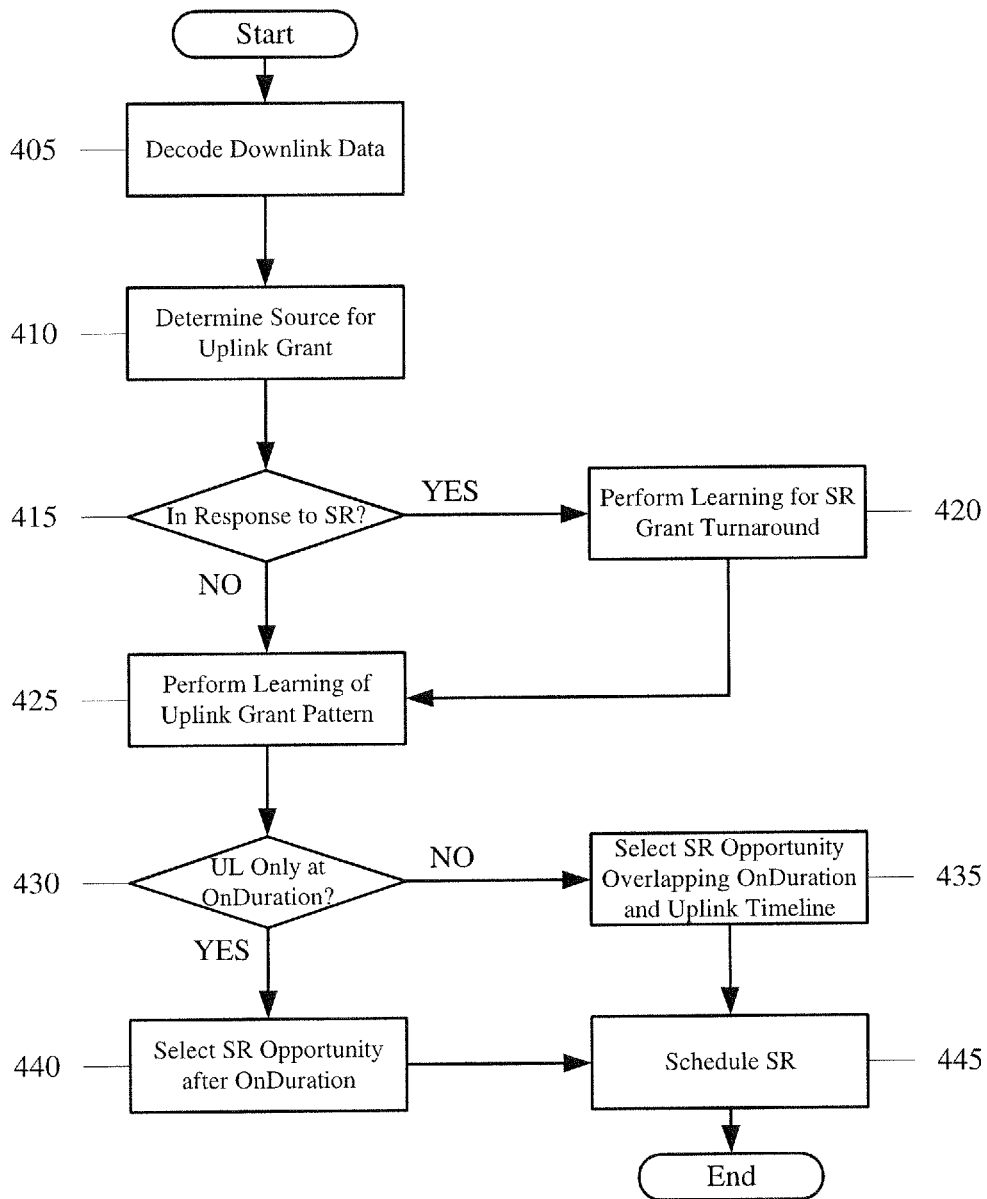 Start
405
Decode Downlink Data
410
Determine Source for
Uplink Grant
415
In Response to SR?
YES
NO
Perform Learning for SR
Grant Turnaround
420
425
Perform Learning of
Uplink Grant Pattern
430
UL Only at
OnDuration?
NO
YES
Select SR Opportunity
Overlapping OnDuration
and Uplink Timeline
435
440
Select SR Opportunity
after OnDuration
Schedule SR
445
End